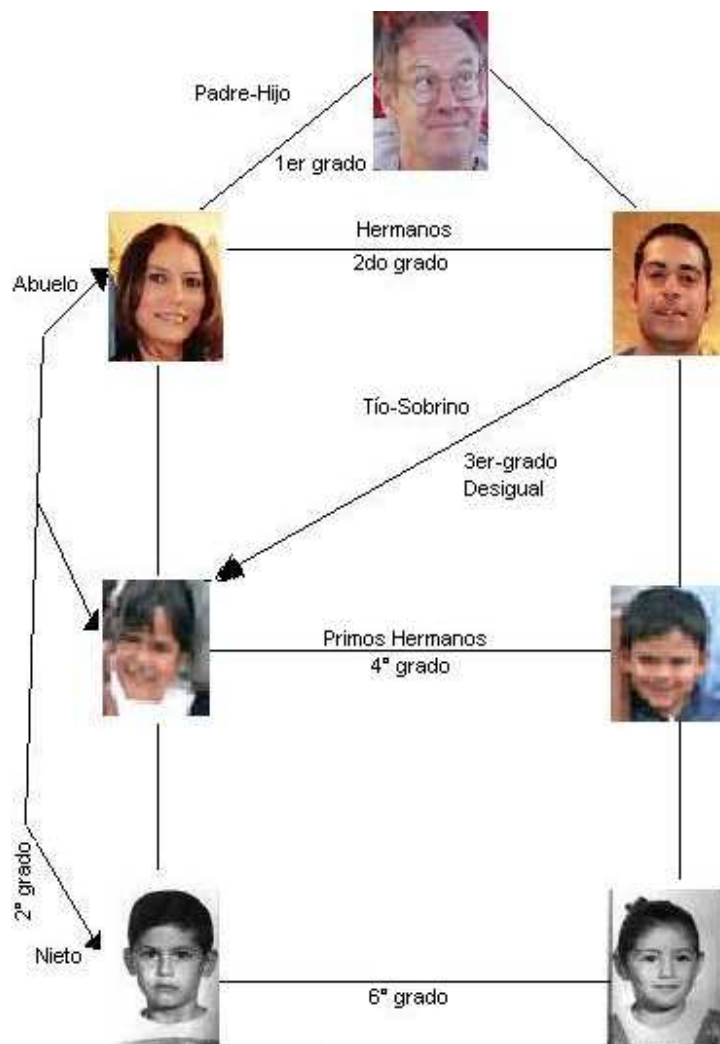 Padre-Hijo
1er grado
Hermanos
2do grado
Abuelo
Tío-Sobrino
3er-grado
Desigual
Primos Hermanos
4° grado
2° grado
Nieto
6° grado